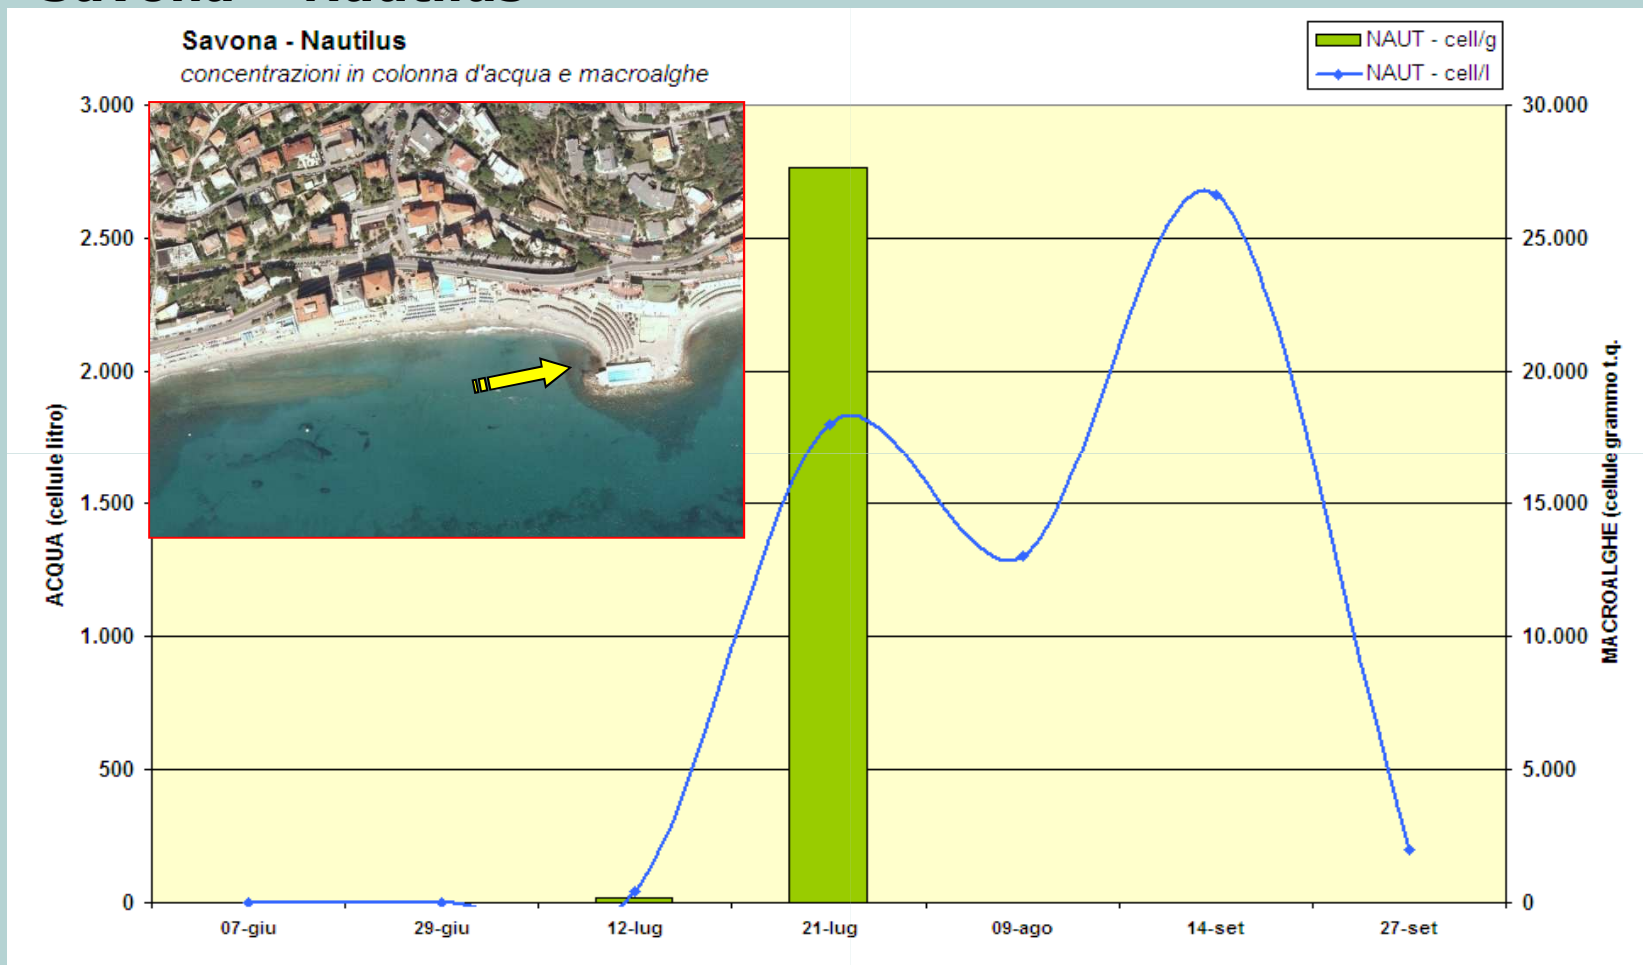 Savona - Nautilus
concentrazioni in colonna d'acqua e macroalghe
NAUT - cell/g
NAUT - cell/l
3.000
2.500
2.000
1.500
1.000
500
0
ACQUA (cellule litro)
30.000
25.000
20.000
15.000
10.000
5.000
0
MACROALGHE (cellule grammo t.q.
07-giu
29-giu
12-lug
21-lug
09-ago
14-set
27-set